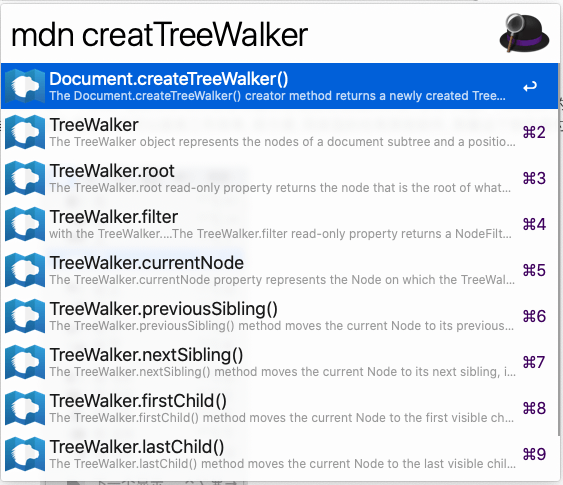 mdn creatTreeWalker
Document.createTreeWalker()
The Document.createTreeWalker() creator method returns a newly created Tree... ↩
TreeWalker
The TreeWalker object represents the nodes of a document subtree and a positio... ⌘2
TreeWalker.root
The TreeWalker.root read-only property returns the node that is the root of what... ⌘3
TreeWalker.filter
with the TreeWalker....The TreeWalker.filter read-only property returns a NodeFilt... ⌘4
TreeWalker.currentNode
The TreeWalker.currentNode property represents the Node on which the TreeWal... ⌘5
TreeWalker.previousSibling()
The TreeWalker.previousSibling() method moves the current Node to its previous... ⌘6
TreeWalker.nextSibling()
The TreeWalker.nextSibling() method moves the current Node to its next sibling, i... ⌘7
TreeWalker.firstChild()
The TreeWalker.firstChild() method moves the current Node to the first visible ch... ⌘8
TreeWalker.lastChild()
The TreeWalker.lastChild() method moves the current Node to the last visible chil... ⌘9